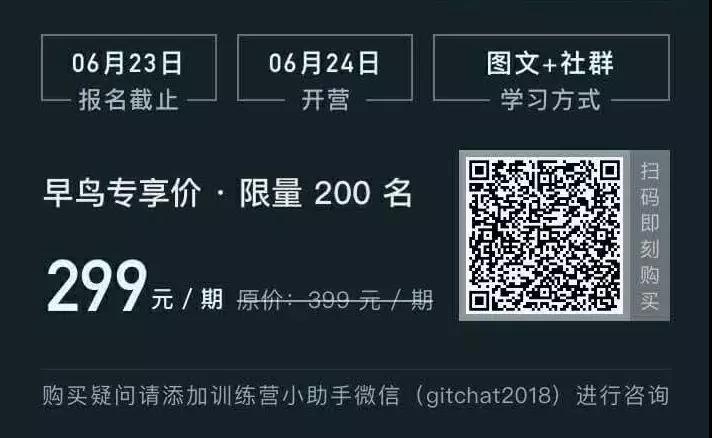 06月23日
报名截止
06月24日
开营
图文+社群
学习方式
早鸟专享价 · 限量 200 名
299元 / 期 原价：399 元 / 期
扫码即刻购买
购买疑问请添加训练营小助手微信（gitchat2018）进行咨询